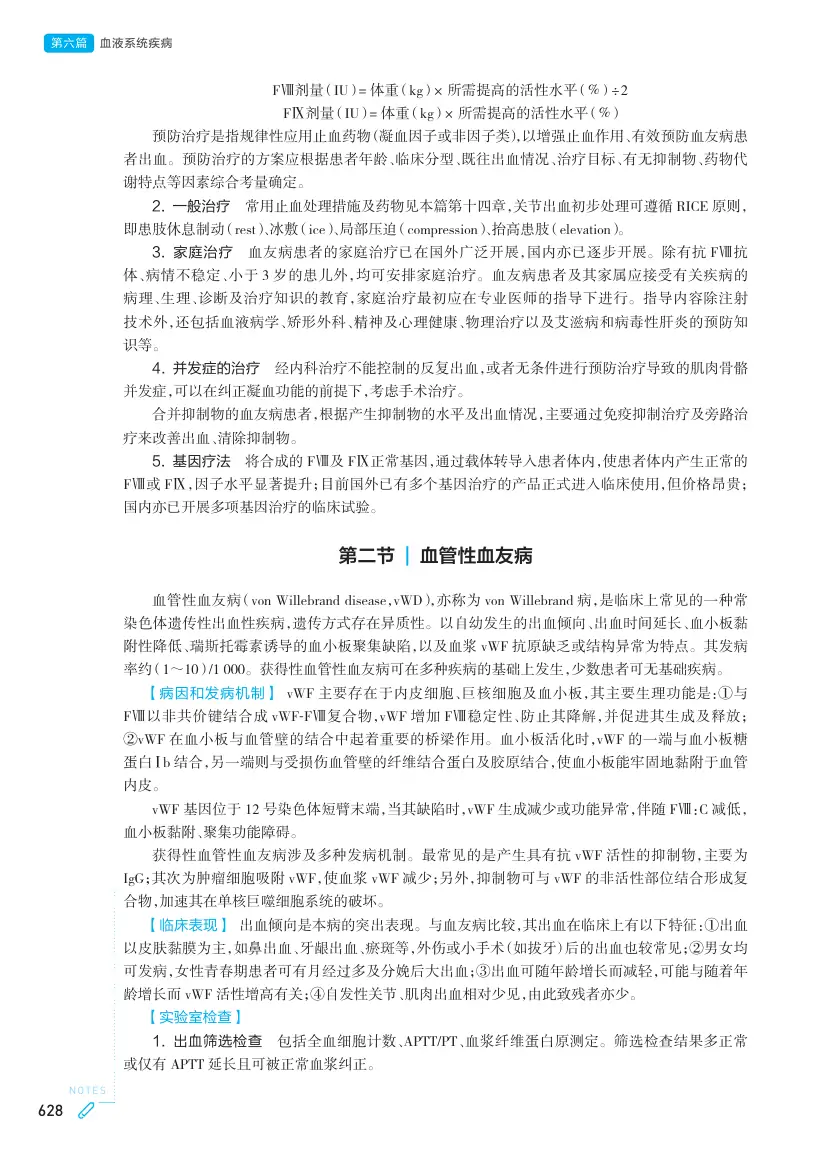 第六篇 血液系统疾病
FⅧ剂量(IU)= 体重(kg)× 所需提高的活性水平(%)÷2
FⅨ剂量(IU)= 体重(kg)× 所需提高的活性水平(%)
预防治疗是指规律性应用止血药物(凝血因子或非因子类),以增强止血作用、有效预防血友病患
者出血。预防治疗的方案应根据患者年龄、临床分型、既往出血情况、治疗目标、有无抑制物、药物代
谢特点等因素综合考量确定。
2. 一般治疗 常用止血处理措施及药物见本篇第十四章,关节出血初步处理可遵循 RICE 原则,
即患肢休息制动(rest)、冰敷(ice)、局部压迫(compression)、抬高患肢(elevation)。
3. 家庭治疗 血友病患者的家庭治疗已在国外广泛开展,国内亦已逐步开展。除有抗 FⅧ抗
体、病情不稳定、小于 3 岁的患儿外,均可安排家庭治疗。血友病患者及其家属应接受有关疾病的
病理、生理、诊断及治疗知识的教育,家庭治疗最初应在专业医师的指导下进行。指导内容除注射
技术外,还包括血液病学、矫形外科、精神及心理健康、物理治疗以及艾滋病和病毒性肝炎的预防知
识等。
4. 并发症的治疗 经内科治疗不能控制的反复出血,或者无条件进行预防治疗导致的肌肉骨骼
并发症,可以在纠正凝血功能的前提下,考虑手术治疗。
合并抑制物的血友病患者,根据产生抑制物的水平及出血情况,主要通过免疫抑制治疗及旁路治
疗来改善出血、清除抑制物。
5. 基因疗法 将合成的 FⅧ及 FⅨ正常基因,通过载体转导入患者体内,使患者体内产生正常的
FⅧ或 FⅨ,因子水平显著提升;目前国外已有多个基因治疗的产品正式进入临床使用,但价格昂贵;
国内亦已开展多项基因治疗的临床试验。
第二节 | 血管性血友病
血管性血友病(von Willebrand disease,vWD),亦称为 von Willebrand 病,是临床上常见的一种常
染色体遗传性出血性疾病,遗传方式存在异质性。以自幼发生的出血倾向、出血时间延长、血小板黏
附性降低、瑞斯托霉素诱导的血小板聚集缺陷,以及血浆 vWF 抗原缺乏或结构异常为特点。其发病
率约(1～10)/1 000。获得性血管性血友病可在多种疾病的基础上发生,少数患者可无基础疾病。
【病因和发病机制】 vWF 主要存在于内皮细胞、巨核细胞及血小板,其主要生理功能是:①与
FⅧ以非共价键结合成 vWF-FⅧ复合物,vWF 增加 FⅧ稳定性、防止其降解,并促进其生成及释放;
②vWF 在血小板与血管壁的结合中起着重要的桥梁作用。血小板活化时,vWF 的一端与血小板糖
蛋白Ⅰb 结合,另一端则与受损伤血管壁的纤维结合蛋白及胶原结合,使血小板能牢固地黏附于血管
内皮。
vWF 基因位于 12 号染色体短臂末端,当其缺陷时,vWF 生成减少或功能异常,伴随 FⅧ:C 减低,
血小板黏附、聚集功能障碍。
获得性血管性血友病涉及多种发病机制。最常见的是产生具有抗 vWF 活性的抑制物,主要为
IgG;其次为肿瘤细胞吸附 vWF,使血浆 vWF 减少;另外,抑制物可与 vWF 的非活性部位结合形成复
合物,加速其在单核巨噬细胞系统的破坏。
【临床表现】 出血倾向是本病的突出表现。与血友病比较,其出血在临床上有以下特征:①出血
以皮肤黏膜为主,如鼻出血、牙龈出血、瘀斑等,外伤或小手术(如拔牙)后的出血也较常见;②男女均
可发病,女性青春期患者可有月经过多及分娩后大出血;③出血可随年龄增长而减轻,可能与随着年
龄增长而 vWF 活性增高有关;④自发性关节、肌肉出血相对少见,由此致残者亦少。
【实验室检查】
1. 出血筛选检查 包括全血细胞计数、APTT/PT、血浆纤维蛋白原测定。筛选检查结果多正常
或仅有 APTT 延长且可被正常血浆纠正。
NOTES
628